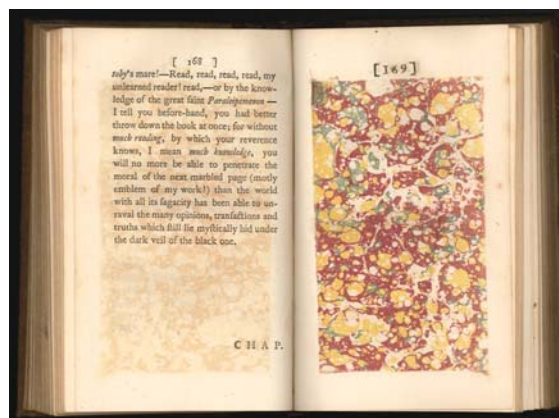 [ 168 ]
toby's mare!—Read, read, read, read, my
unlearned reader! read,—or by the know-
ledge of the great ſaint Paraleipomenon —
I tell you before-hand, you had better
throw down the book at once; for without
much reading, by which your reverence
knows, I mean much knowledge, you
will no more be able to penetrate the
moral of the next marbled page (motly
emblem of my work!) than the world
with all its ſagacity has been able to un-
raval the many opinions, tranſactions and
truths which ſtill lie myſtically hid under
the dark veil of the black one.
CHAP.
[169]